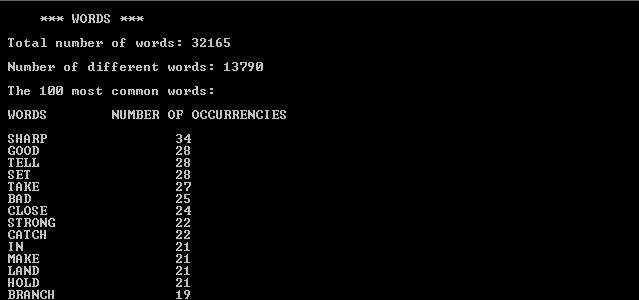 *** WORDS ***
Total number of words: 32165
Number of different words: 13790
The 100 most common words:
WORDS NUMBER OF OCCURRENCIES
SHARP 34
GOOD 28
TELL 28
SET 28
TAKE 27
BAD 25
CLOSE 24
STRONG 22
CATCH 22
IN 21
MAKE 21
LAND 21
HOLD 21
BRANCH 19